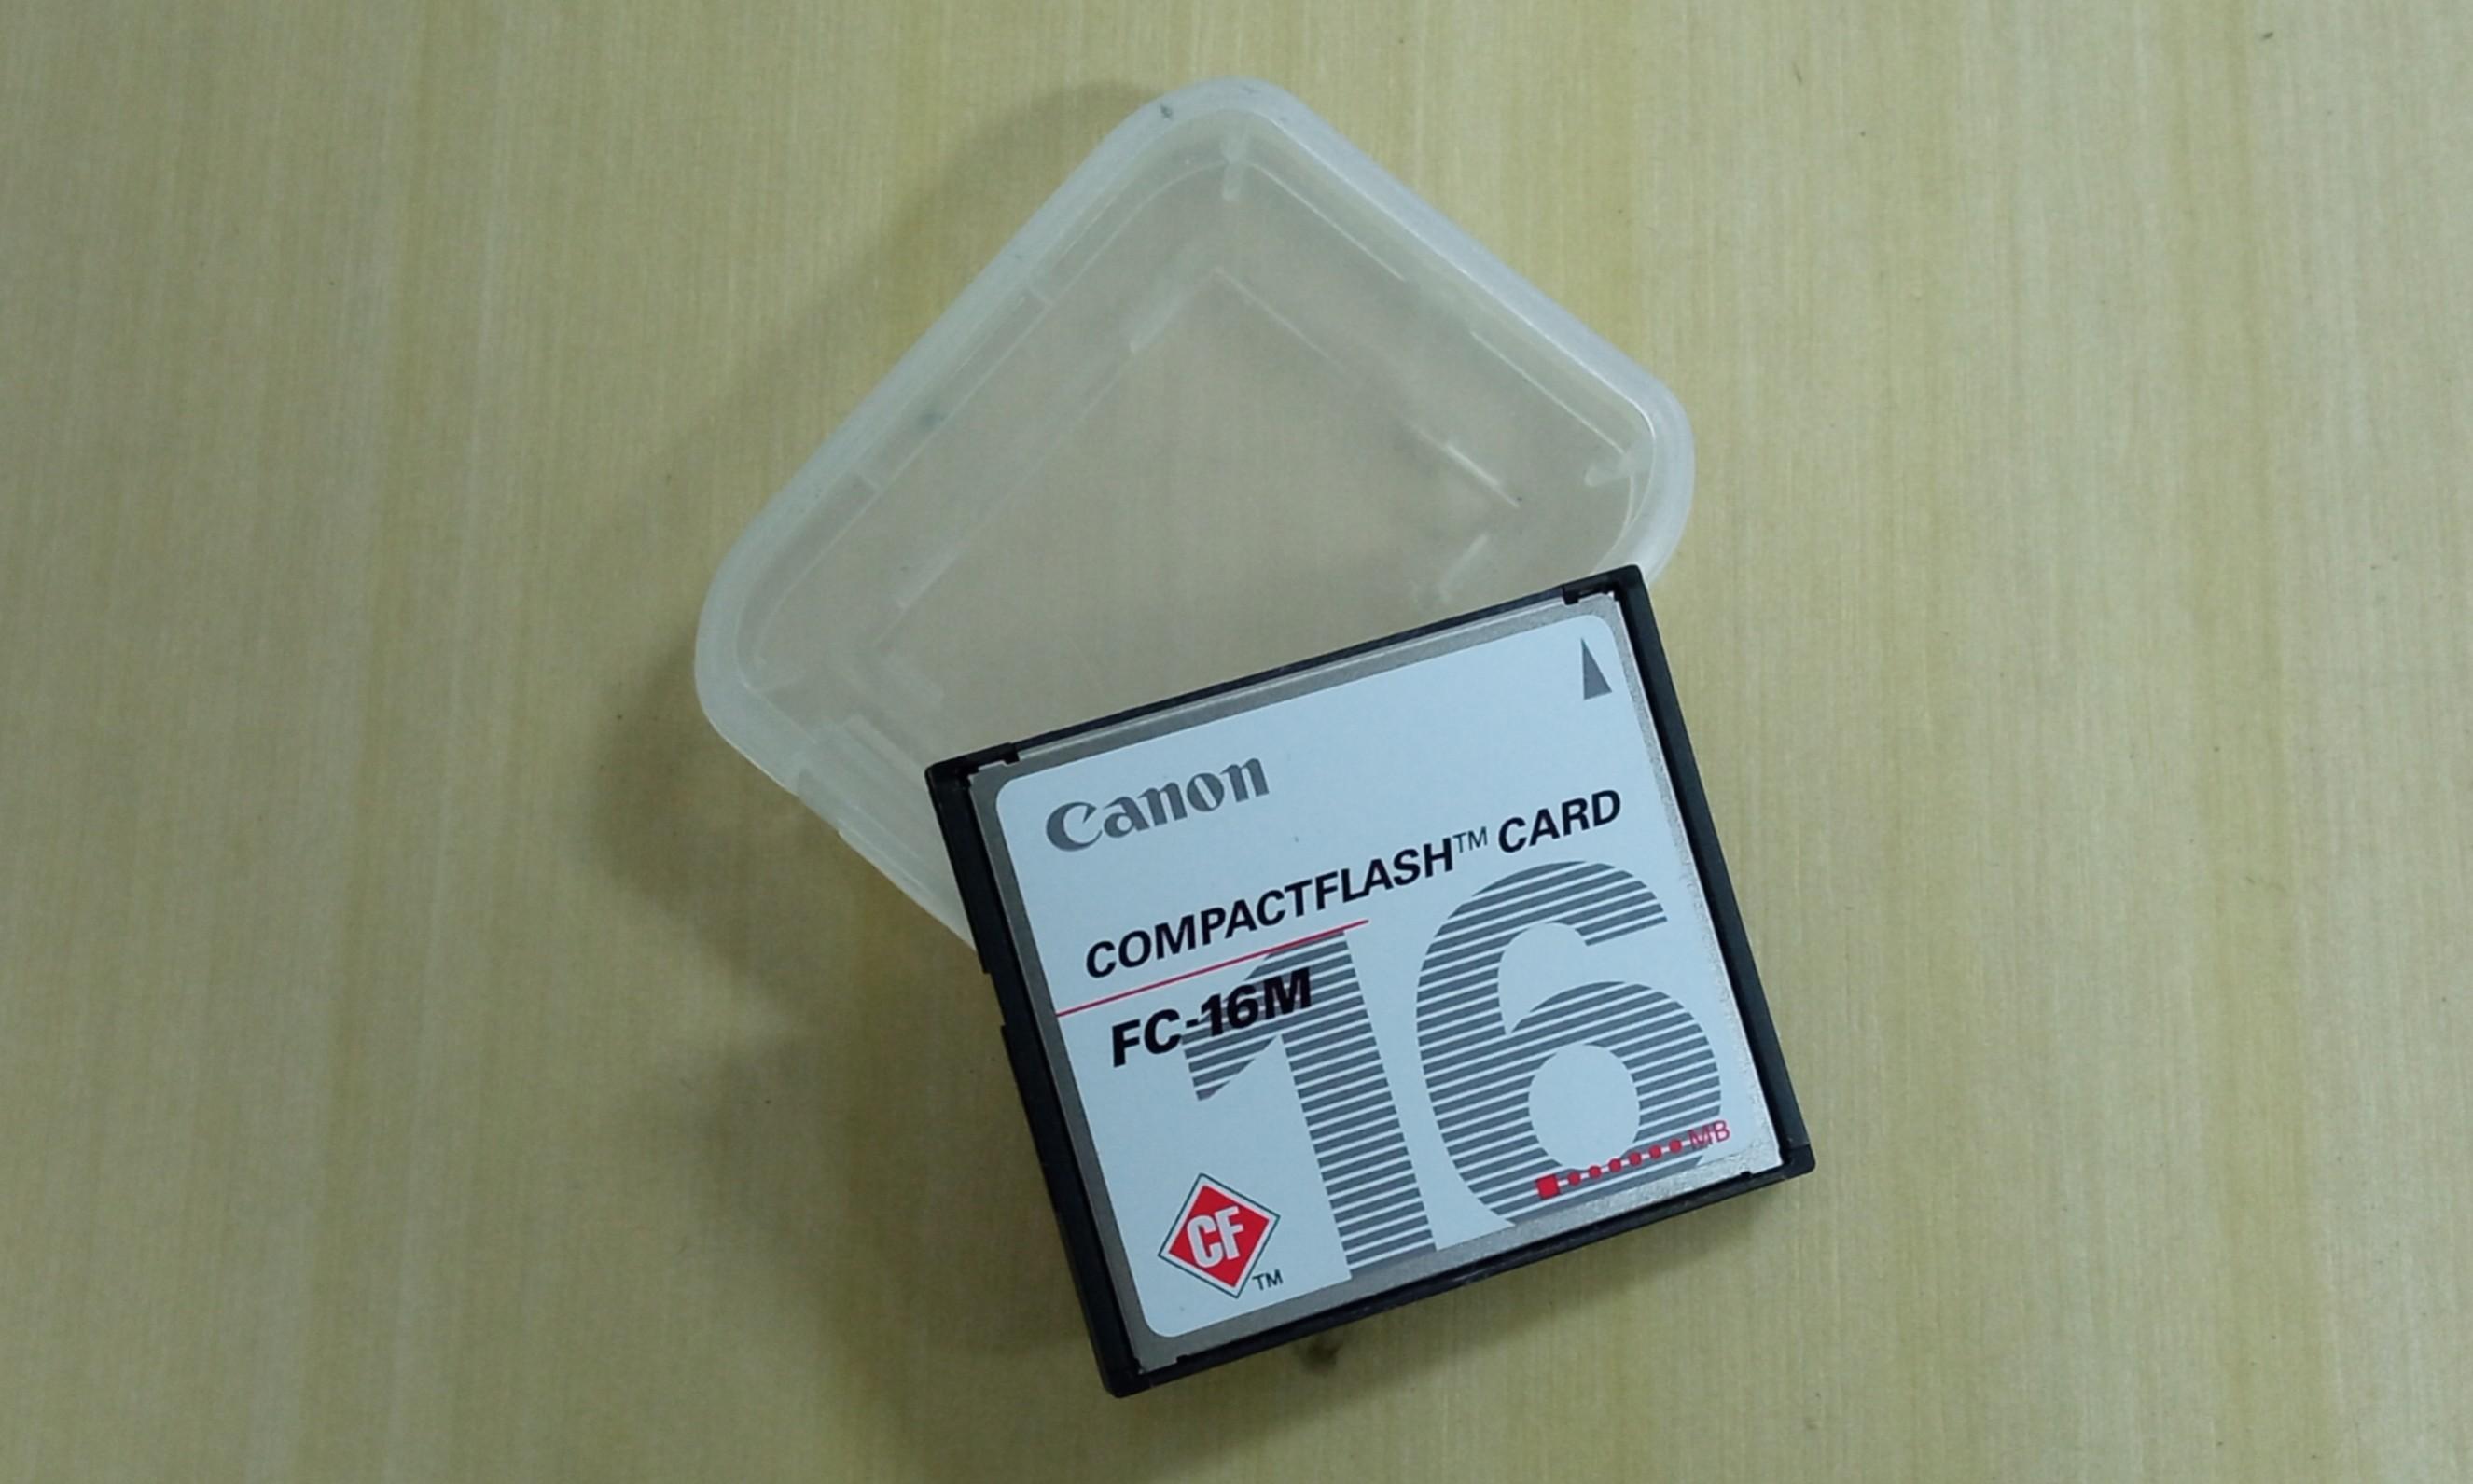 Canon
COMPACTFLASH™ CARD
FC-16M
16
MB
CF
TM